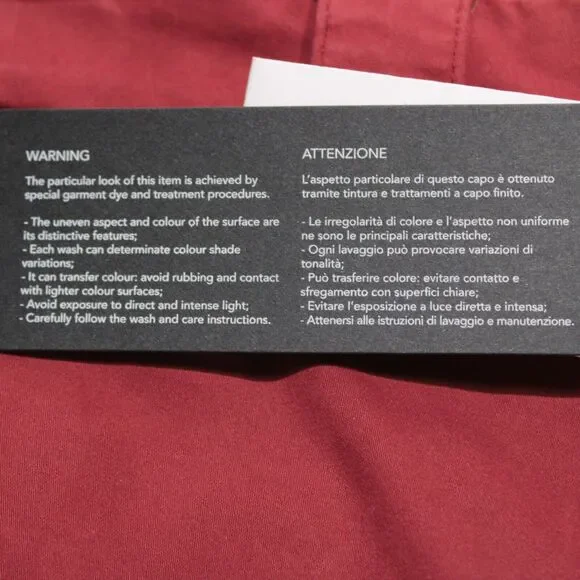 WARNING
The particular look of this item is achieved by
special garment dye and treatment procedures.
- The uneven aspect and colour of the surface are
its distinctive features;
- Each wash can determinate colour shade
variations;
- It can transfer colour: avoid rubbing and contact
with lighter colour surfaces;
- Avoid exposure to direct and intense light;
- Carefully follow the wash and care instructions.
ATTENZIONE
L'aspetto particolare di questo capo è ottenuto
tramite tintura e trattamenti a capo finito.
- Le irregolarità di colore e l'aspetto non uniforme
ne sono le principali caratteristiche;
- Ogni lavaggio può provocare variazioni di
tonalità;
- Può trasferire colore: evitare contatto e
sfregamento con superfici chiare;
- Evitare l'esposizione a luce diretta e intensa;
- Attenersi alle istruzioni di lavaggio e manutenzione.